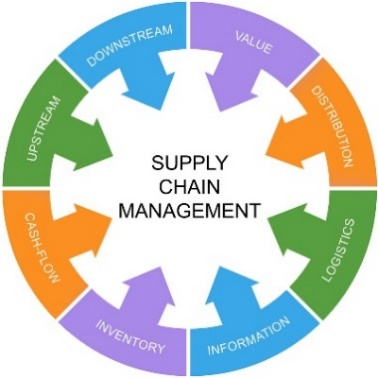 SUPPLY
CHAIN
MANAGEMENT
DOWNSTREAM
VALUE
DISTRIBUTION
LOGISTICS
INFORMATION
INVENTORY
CASH-FLOW
UPSTREAM